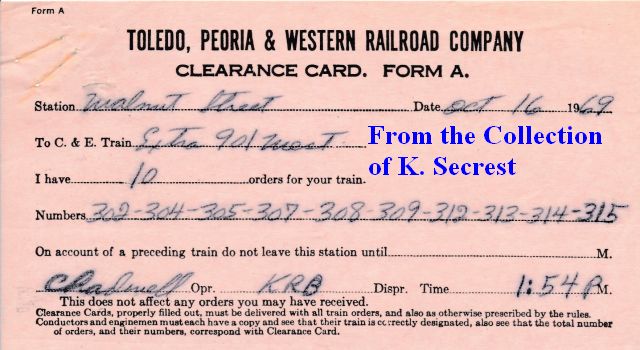 Form A
TOLEDO, PEORIA & WESTERN RAILROAD COMPANY
CLEARANCE CARD. FORM A.
Station Walnut Street Date Oct 16 1969
To C. & E. Train Extra 901 West
From the Collection
of K. Secrest
I have 10 orders for your train.
Numbers 302-304-305-307-308-309-312-313-314-315
On account of a preceding train do not leave this station until M.
Chadwell Opr. KRB Dispr. Time 1:54 P M.
This does not affect any orders you may have received.
Clearance Cards, properly filled out, must be delivered with all train orders, and also as otherwise prescribed by the rules.
Conductors and enginemen must each have a copy and see that their train is correctly designated, also see that the total number
of orders, and their numbers, correspond with Clearance Card.